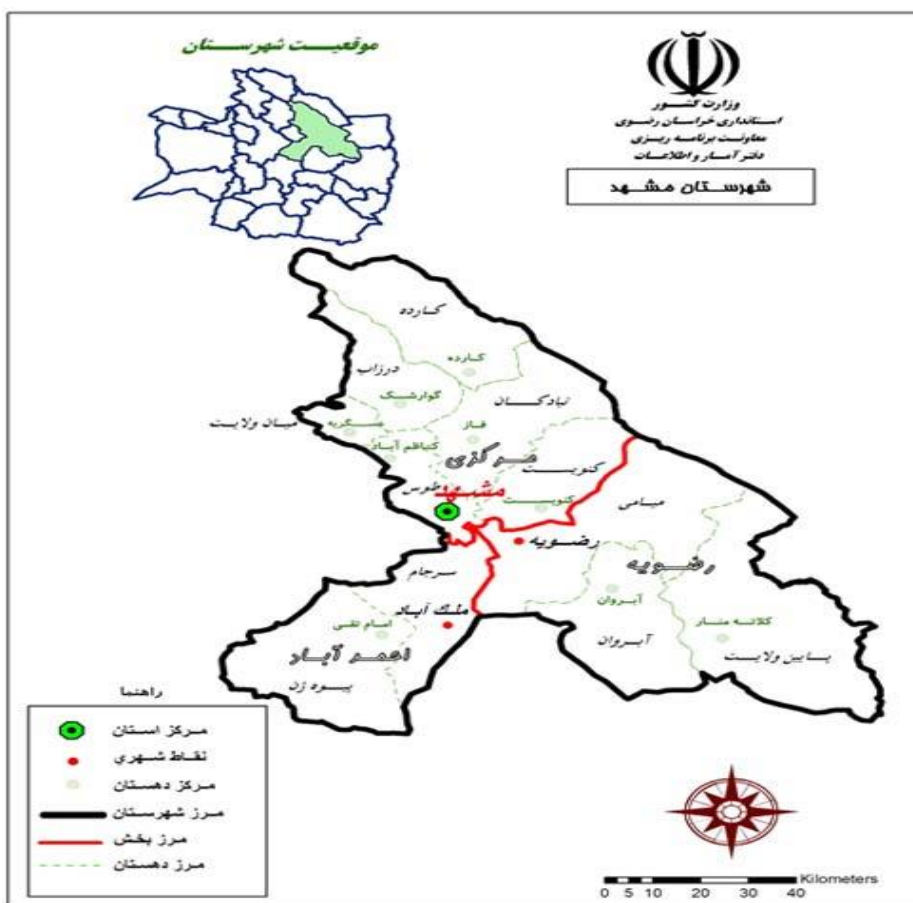 موقعیت شهرستان
وزارت کشور
استانداری خراسان رضوی
معاونت برنامه ریزی
دفتر آمار و اطلاعات
شهرستان مشهد
کارده
کارده
درزاب
گوارشک
تبادکان
میان ولایت
فاز
کناظم آباد
مرکزی
کنویست
طوس
مشهد
کنویست
میامی
رضویه
رضویه
سرجام
آبروان
ملک آباد
امام تقی
کلاته منار
آبروان
احمد آباد
پایین ولایت
پیوه ژن
راهنما
مرکز استان
نقاط شهری
مرکز دهستان
مرز شهرستان
مرز بخش
مرز دهستان
Kilometers
0 5 10 20 30 40